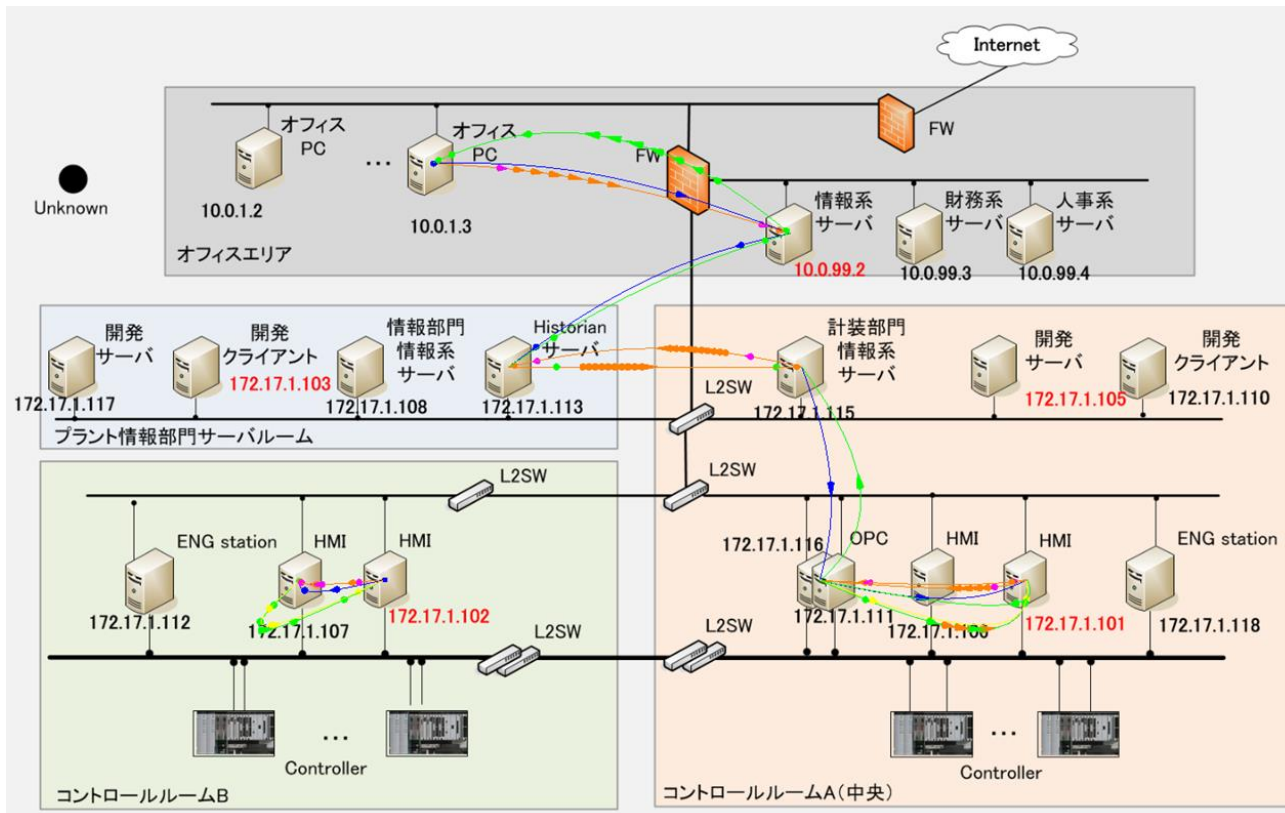 Internet
FW
オフィス
PC
…
オフィス
PC
FW
Unknown
10.0.1.2
10.0.1.3
情報系
サーバ
財務系
サーバ
人事系
サーバ
オフィスエリア
10.0.99.2
10.0.99.3
10.0.99.4
開発
サーバ
開発
クライアント
情報部門
情報系
サーバ
Historian
サーバ
172.17.1.117
172.17.1.103
172.17.1.108
172.17.1.113
プラント情報部門サーバルーム
計装部門
情報系
サーバ
開発
サーバ
開発
クライアント
L2SW
172.17.1.115
172.17.1.105
172.17.1.110
L2SW
L2SW
ENG station
HMI
HMI
172.17.1.112
172.17.1.107
172.17.1.102
172.17.1.116
OPC
HMI
HMI
ENG station
172.17.1.111
172.17.1.101
172.17.1.118
L2SW
L2SW
…
Controller
コントロールルームB
…
Controller
コントロールルームA（中央）